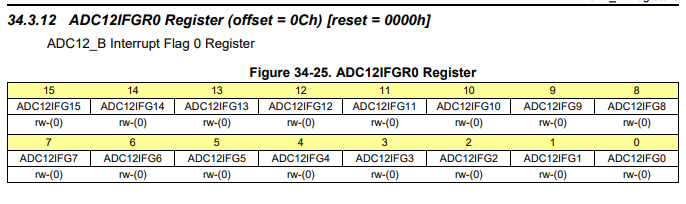 34.3.12 ADC12IFGR0 Register (offset = 0Ch) [reset = 0000h]
ADC12_B Interrupt Flag 0 Register
Figure 34-25. ADC12IFGR0 Register
15 14 13 12 11 10 9 8
ADC12IFG15 ADC12IFG14 ADC12IFG13 ADC12IFG12 ADC12IFG11 ADC12IFG10 ADC12IFG9 ADC12IFG8
rw-(0) rw-(0) rw-(0) rw-(0) rw-(0) rw-(0) rw-(0) rw-(0)
7 6 5 4 3 2 1 0
ADC12IFG7 ADC12IFG6 ADC12IFG5 ADC12IFG4 ADC12IFG3 ADC12IFG2 ADC12IFG1 ADC12IFG0
rw-(0) rw-(0) rw-(0) rw-(0) rw-(0) rw-(0) rw-(0) rw-(0)